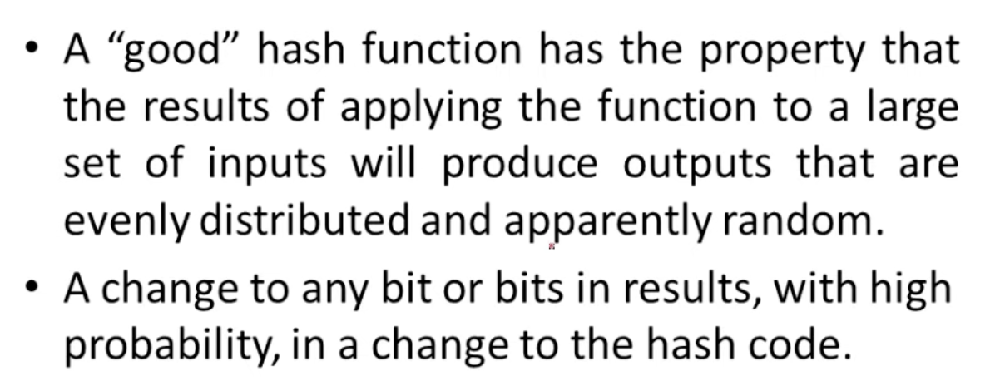 • A “good” hash function has the property that
the results of applying the function to a large
set of inputs will produce outputs that are
evenly distributed and apparently random.
• A change to any bit or bits in results, with high
probability, in a change to the hash code.